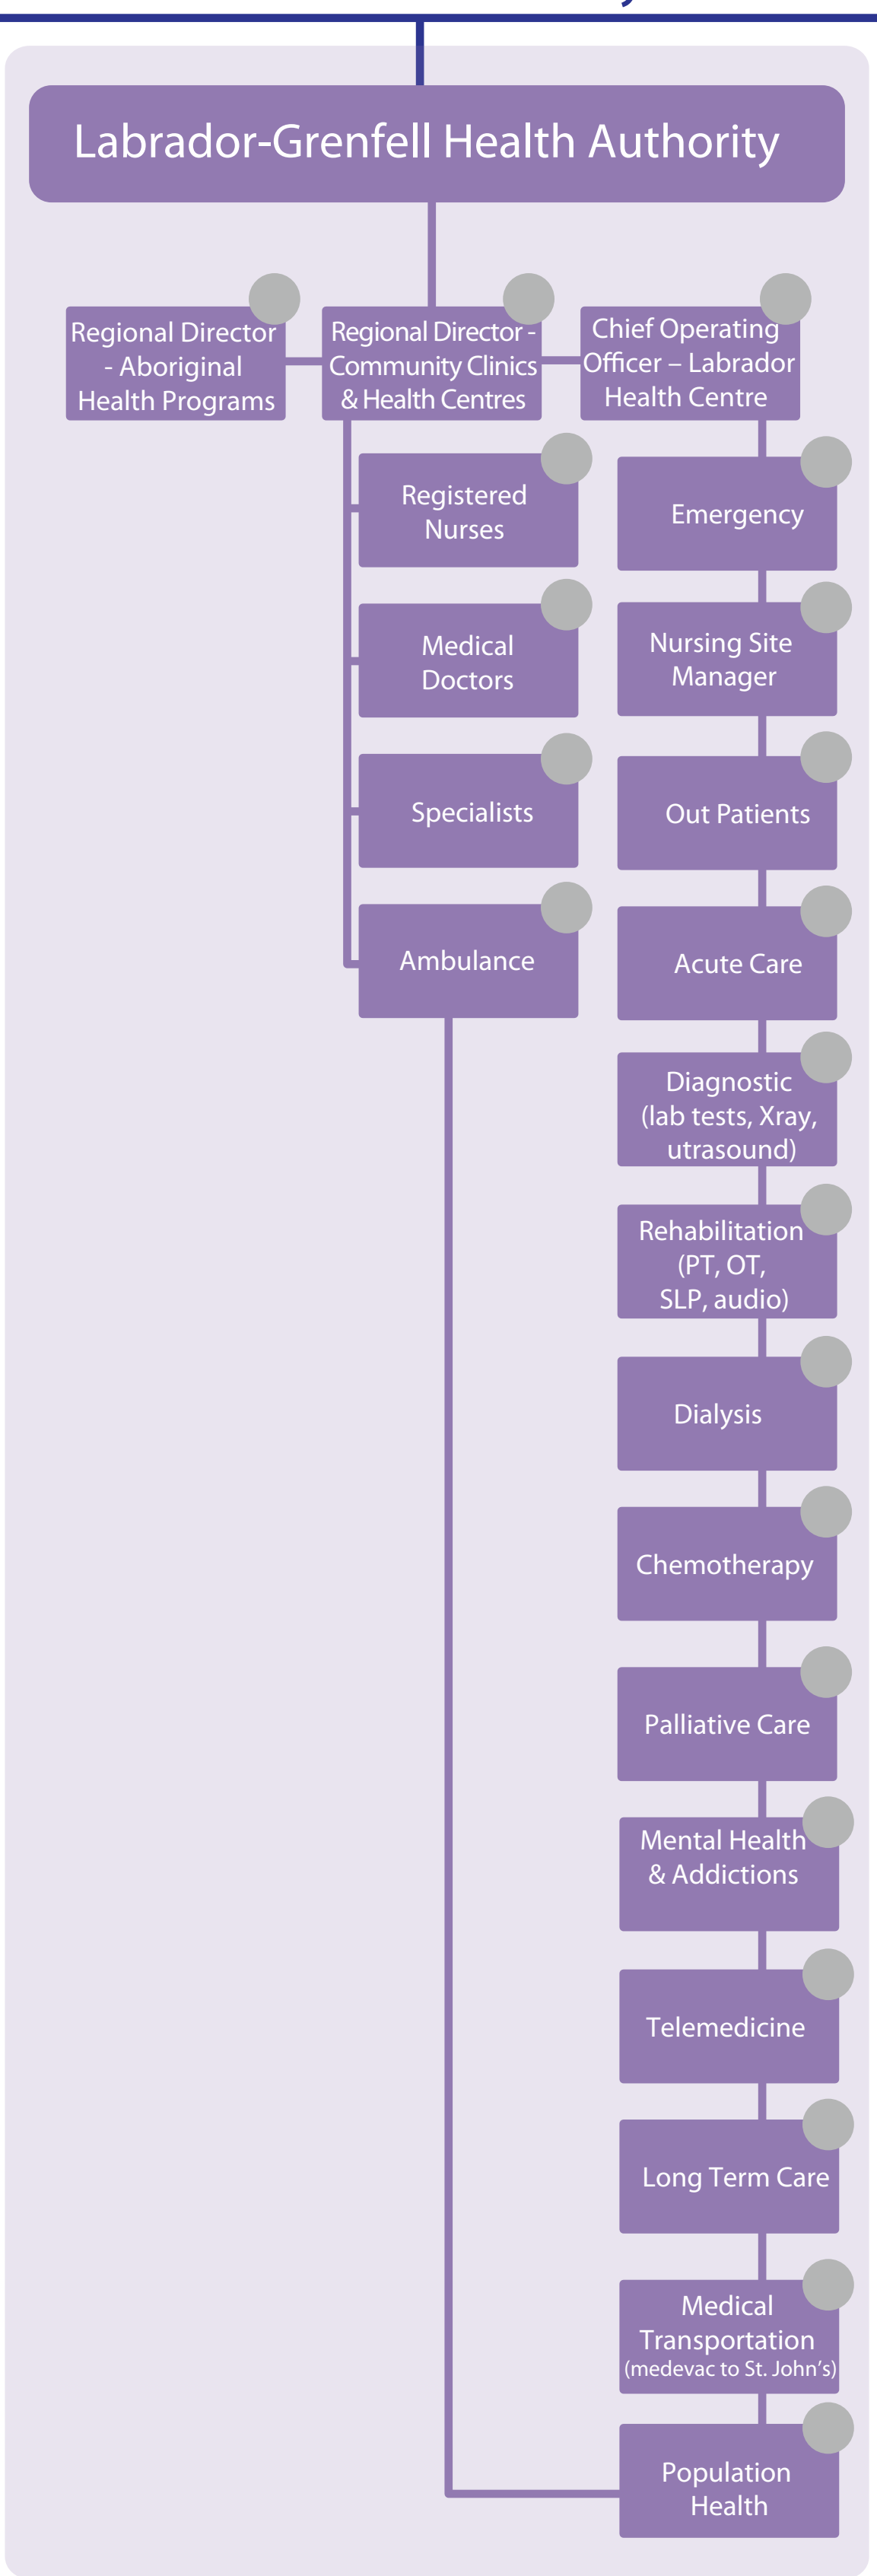 Labrador-Grenfell Health Authority
Regional Director
- Aboriginal
Health Programs
Regional Director -
Community Clinics
& Health Centres
Chief Operating
Officer – Labrador
Health Centre
Registered
Nurses
Medical
Doctors
Specialists
Ambulance
Emergency
Nursing Site
Manager
Out Patients
Acute Care
Diagnostic
(lab tests, Xray,
utrasound)
Rehabilitation
(PT, OT,
SLP, audio)
Dialysis
Chemotherapy
Palliative Care
Mental Health
& Addictions
Telemedicine
Long Term Care
Medical
Transportation
(medevac to St. John's)
Population
Health